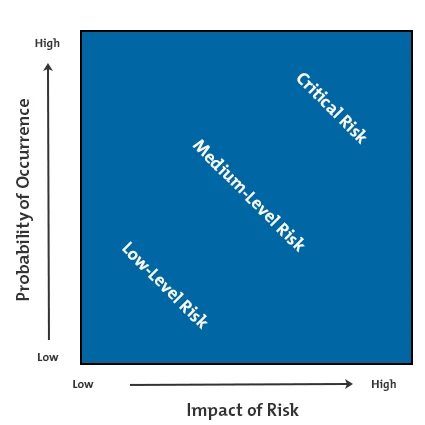 High
Critical Risk
Medium-Level Risk
Low-Level Risk
Probability of Occurrence
Low
Low
High
Impact of Risk